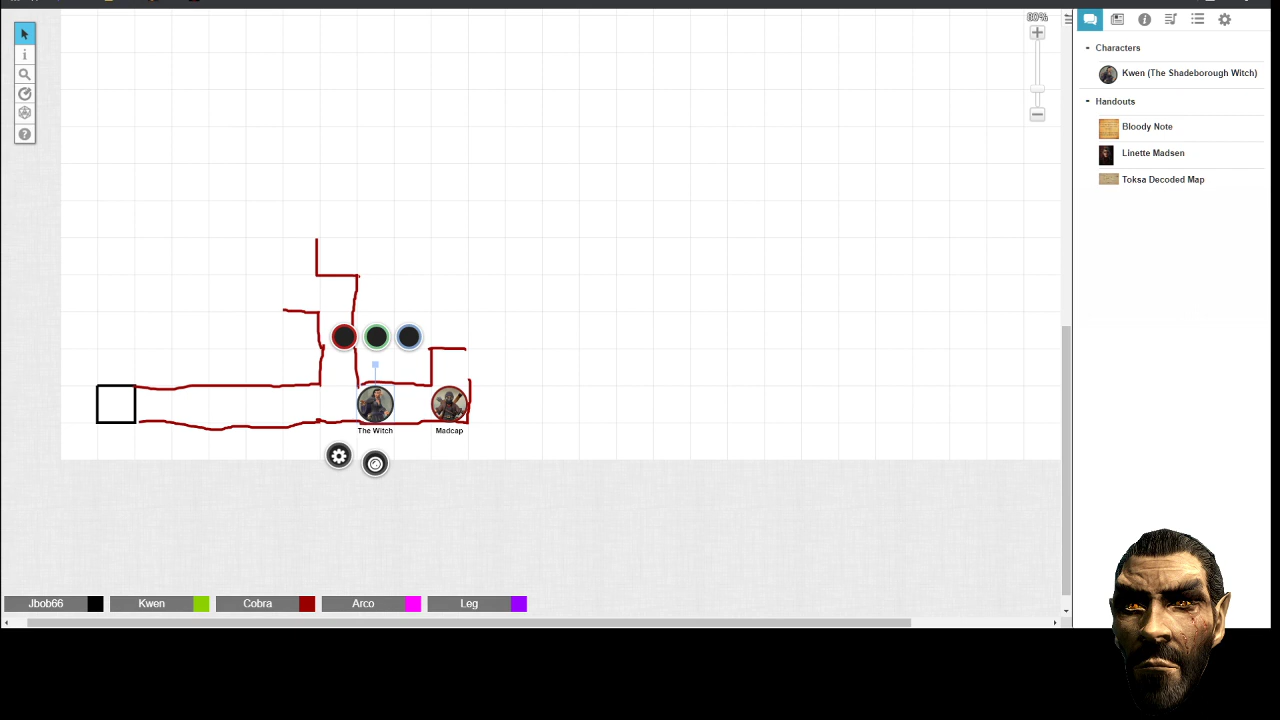 80%
Characters
Kwen (The Shadeborough Witch)
Handouts
Bloody Note
Linette Madsen
Toksa Decoded Map
The Witch
Madcap
Jbob66
Kwen
Cobra
Arco
Leg